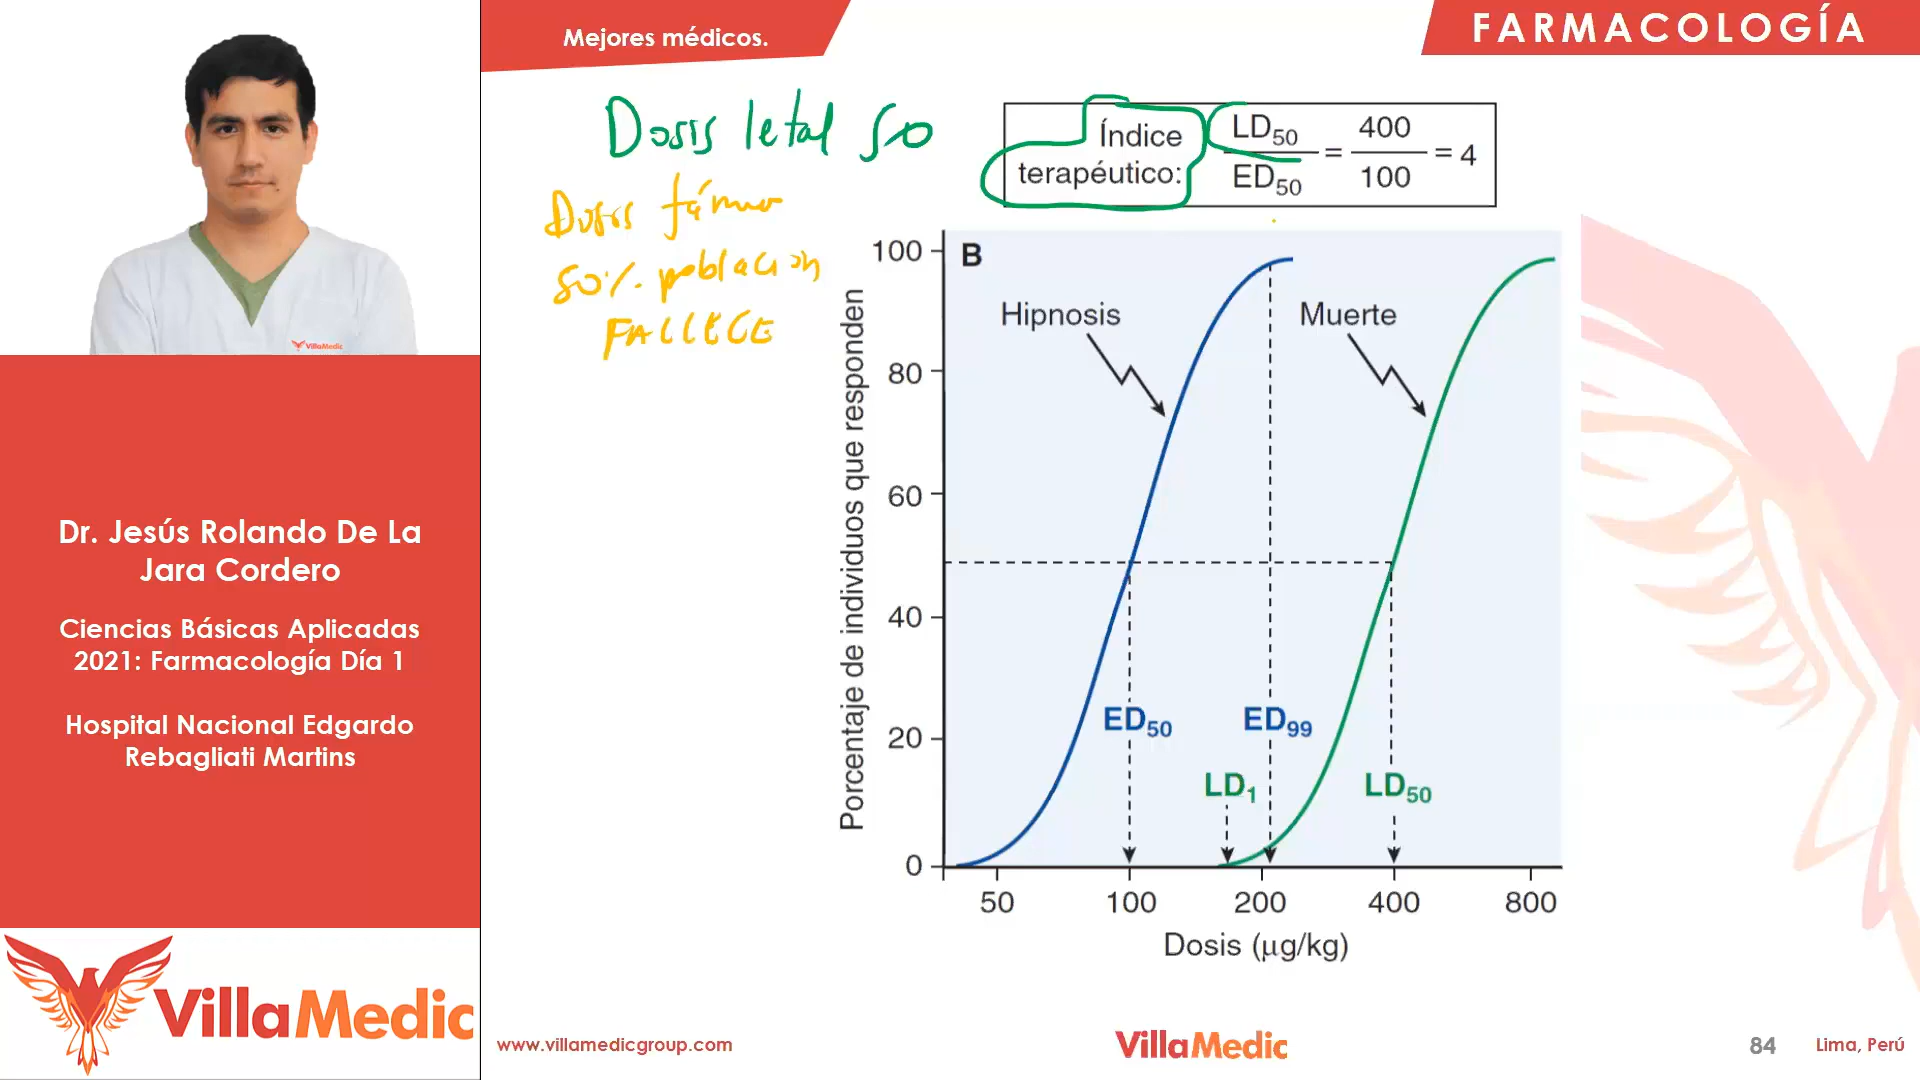 Mejores médicos.
FARMACOLOGÍA
Dosis letal 50
Dosis fármaco
50% población
FALLECE
Índice terapéutico: LD50 / ED50 = 400 / 100 = 4
B
100
80
60
40
20
0
Porcentaje de individuos que responden
Hipnosis
Muerte
ED50
ED99
LD1
LD50
50 100 200 400 800
Dosis (µg/kg)
VillaMedic
Dr. Jesús Rolando De La
Jara Cordero
Ciencias Básicas Aplicadas
2021: Farmacología Día 1
Hospital Nacional Edgardo
Rebagliati Martins
VillaMedic
www.villamedicgroup.com
VillaMedic
84
Lima, Perú